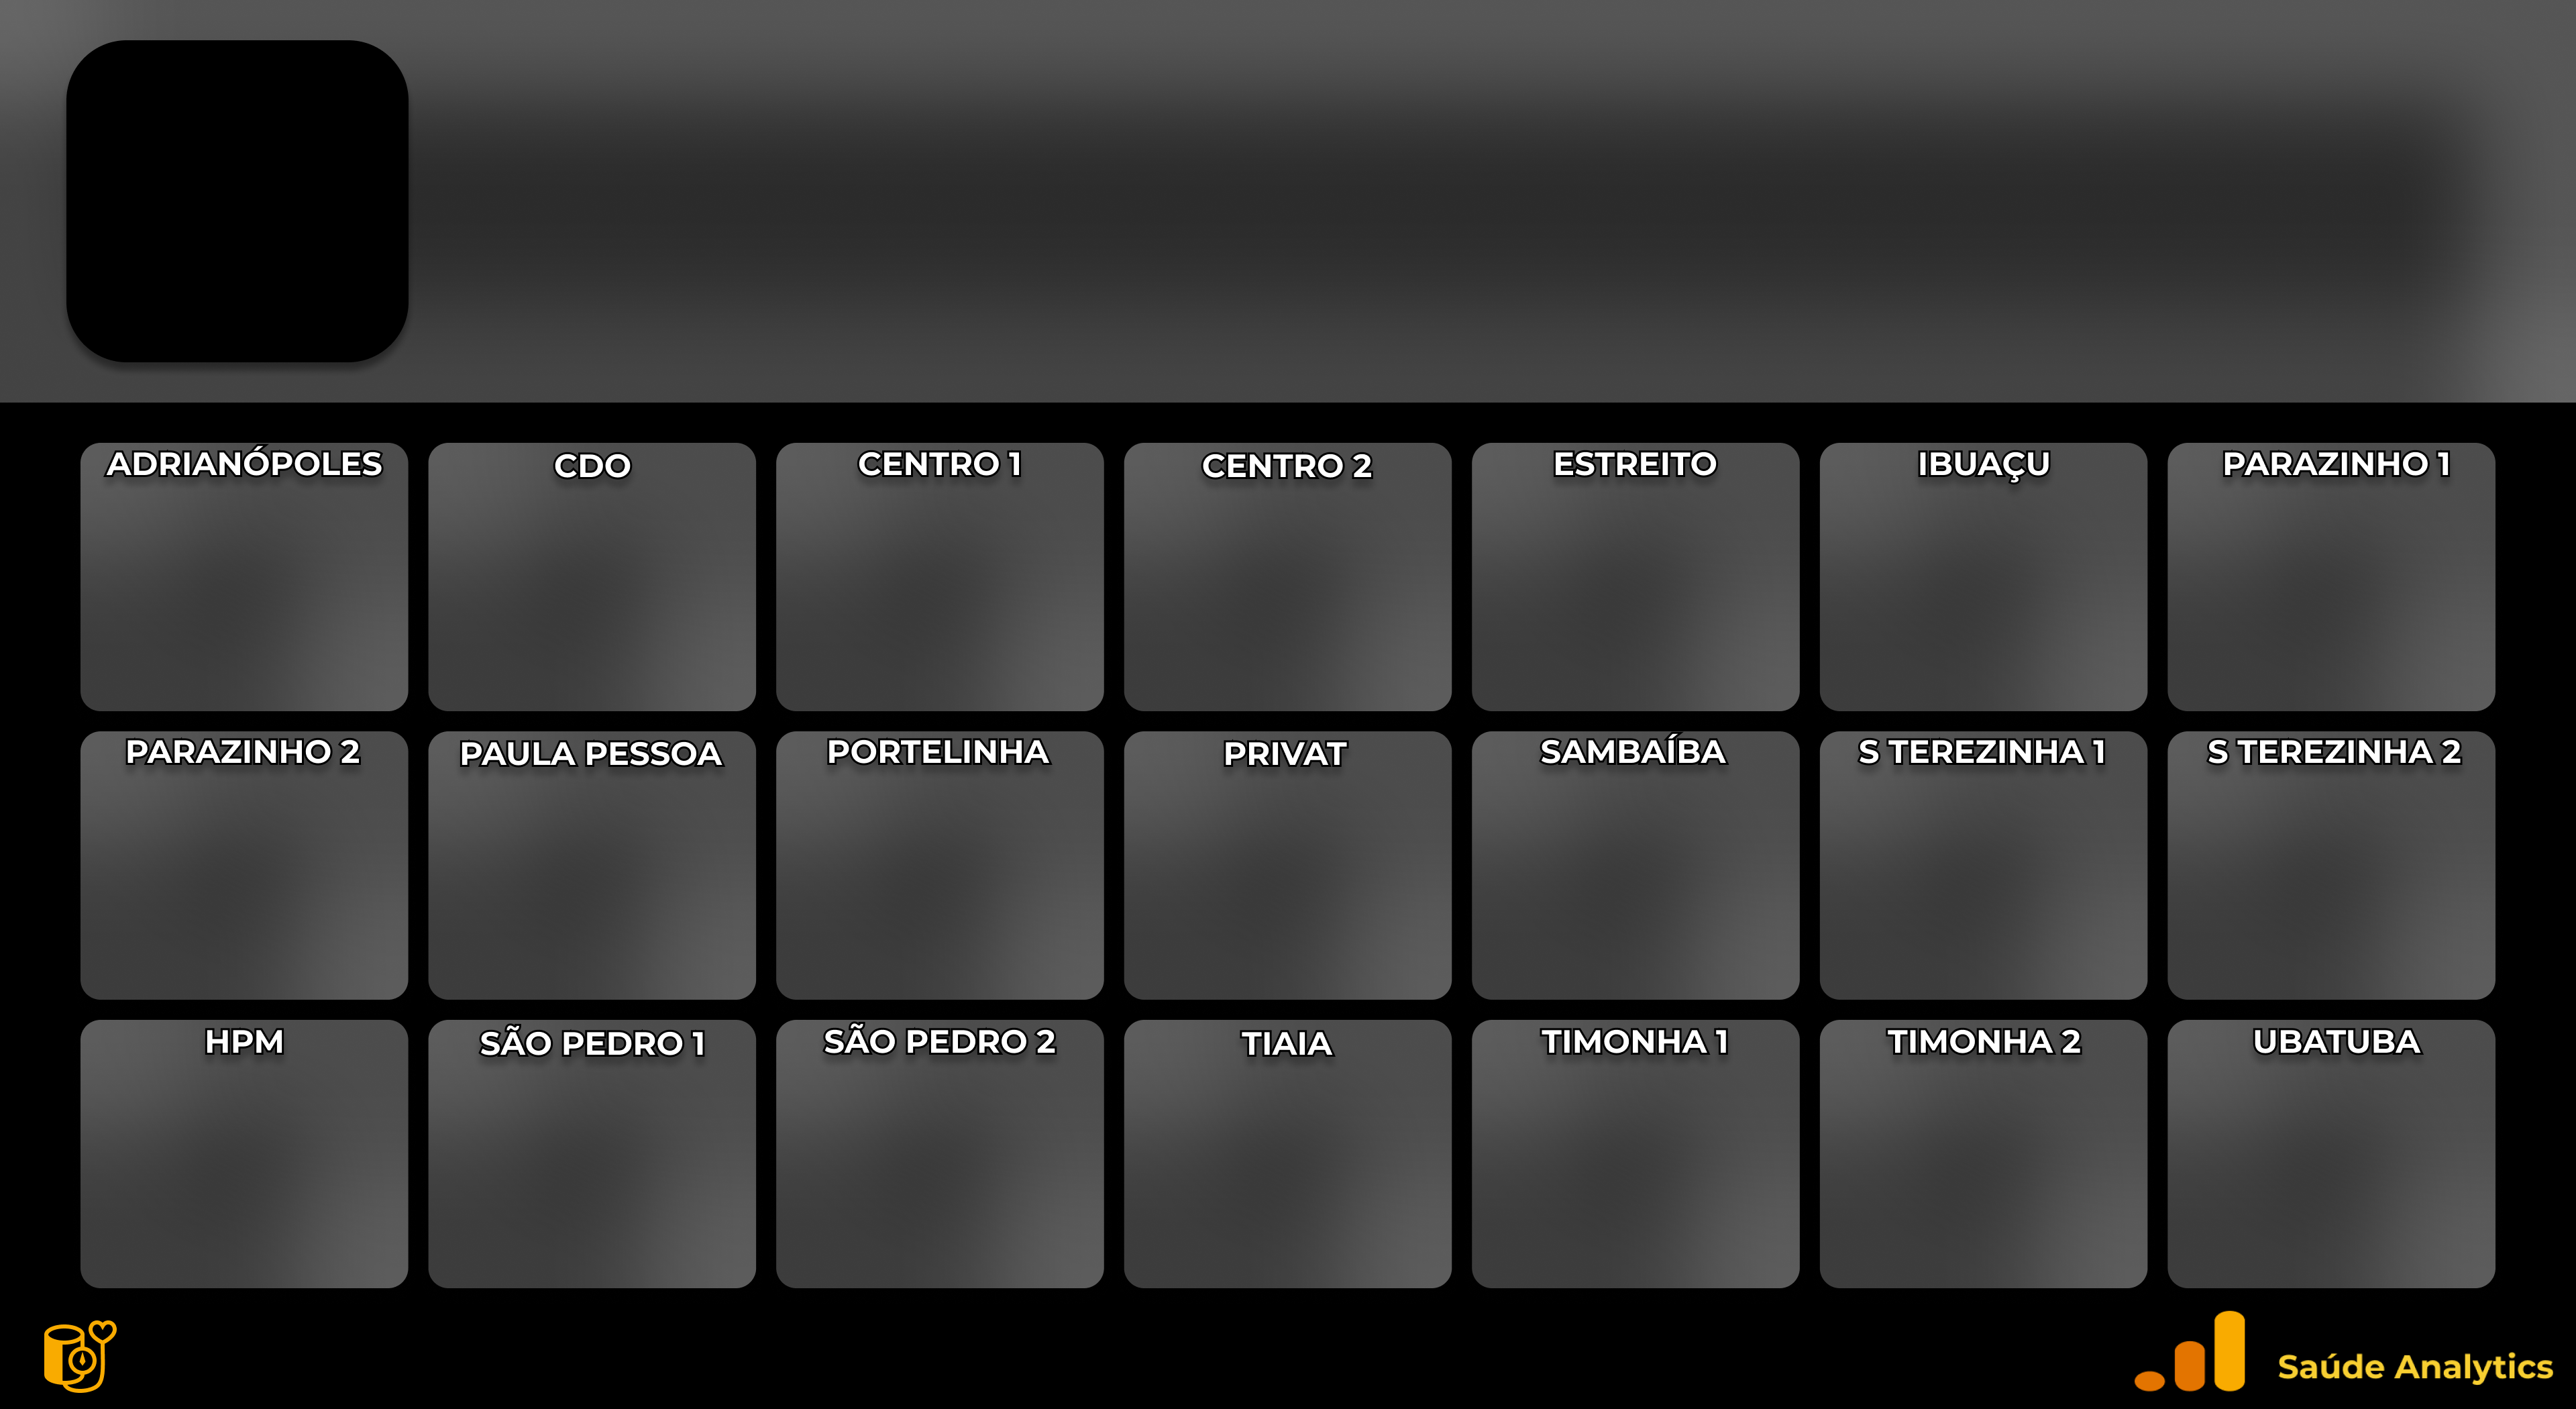 ADRIANÓPOLES
CDO
CENTRO 1
CENTRO 2
ESTREITO
IBUAÇU
PARAZINHO 1
PARAZINHO 2
PAULA PESSOA
PORTELINHA
PRIVAT
SAMBAÍBA
S TEREZINHA 1
S TEREZINHA 2
HPM
SÃO PEDRO 1
SÃO PEDRO 2
TIAIA
TIMONHA 1
TIMONHA 2
UBATUBA
Saúde Analytics